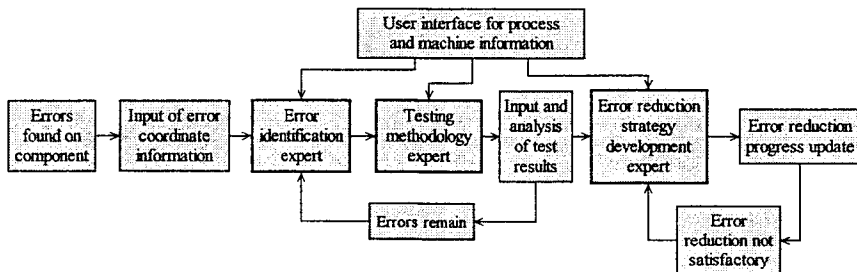 User interface for process
and machine information
Errors
found on
component
Input of error
coordinate
information
Error
identification
expert
Testing
methodology
expert
Input and
analysis
of test
results
Error reduction
strategy
development
expert
Error reduction
progress update
Errors remain
Error
reduction not
satisfactory